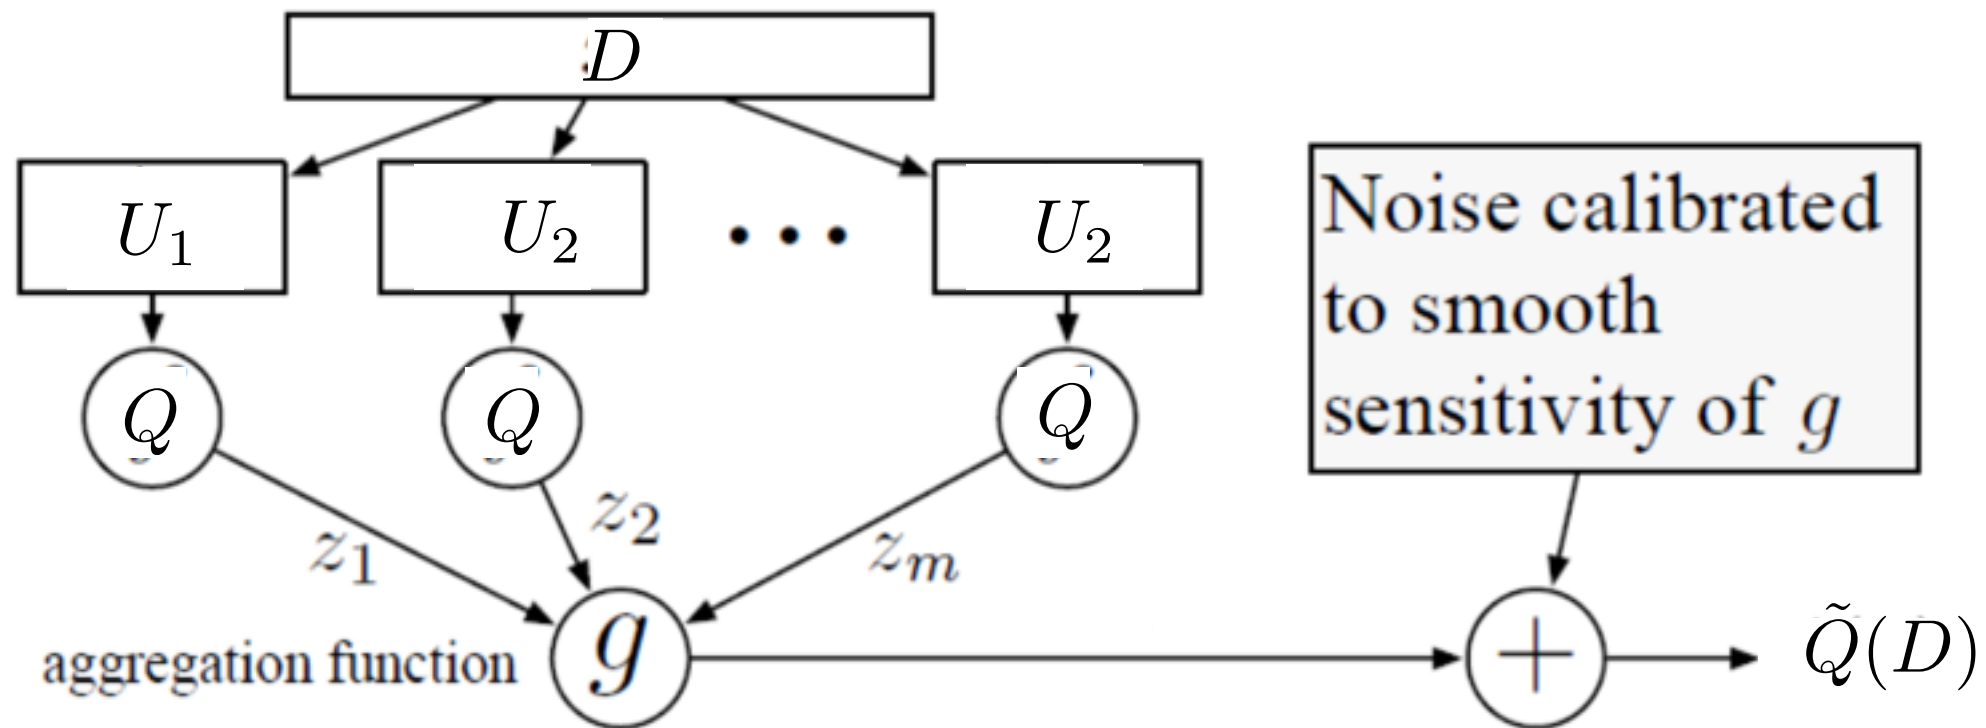 D
U₁
U₂
• • •
U₂
Noise calibrated
to smooth
sensitivity of g
Q
Q
Q
z₁
z₂
zₘ
aggregation function
g
+
Q̃(D)